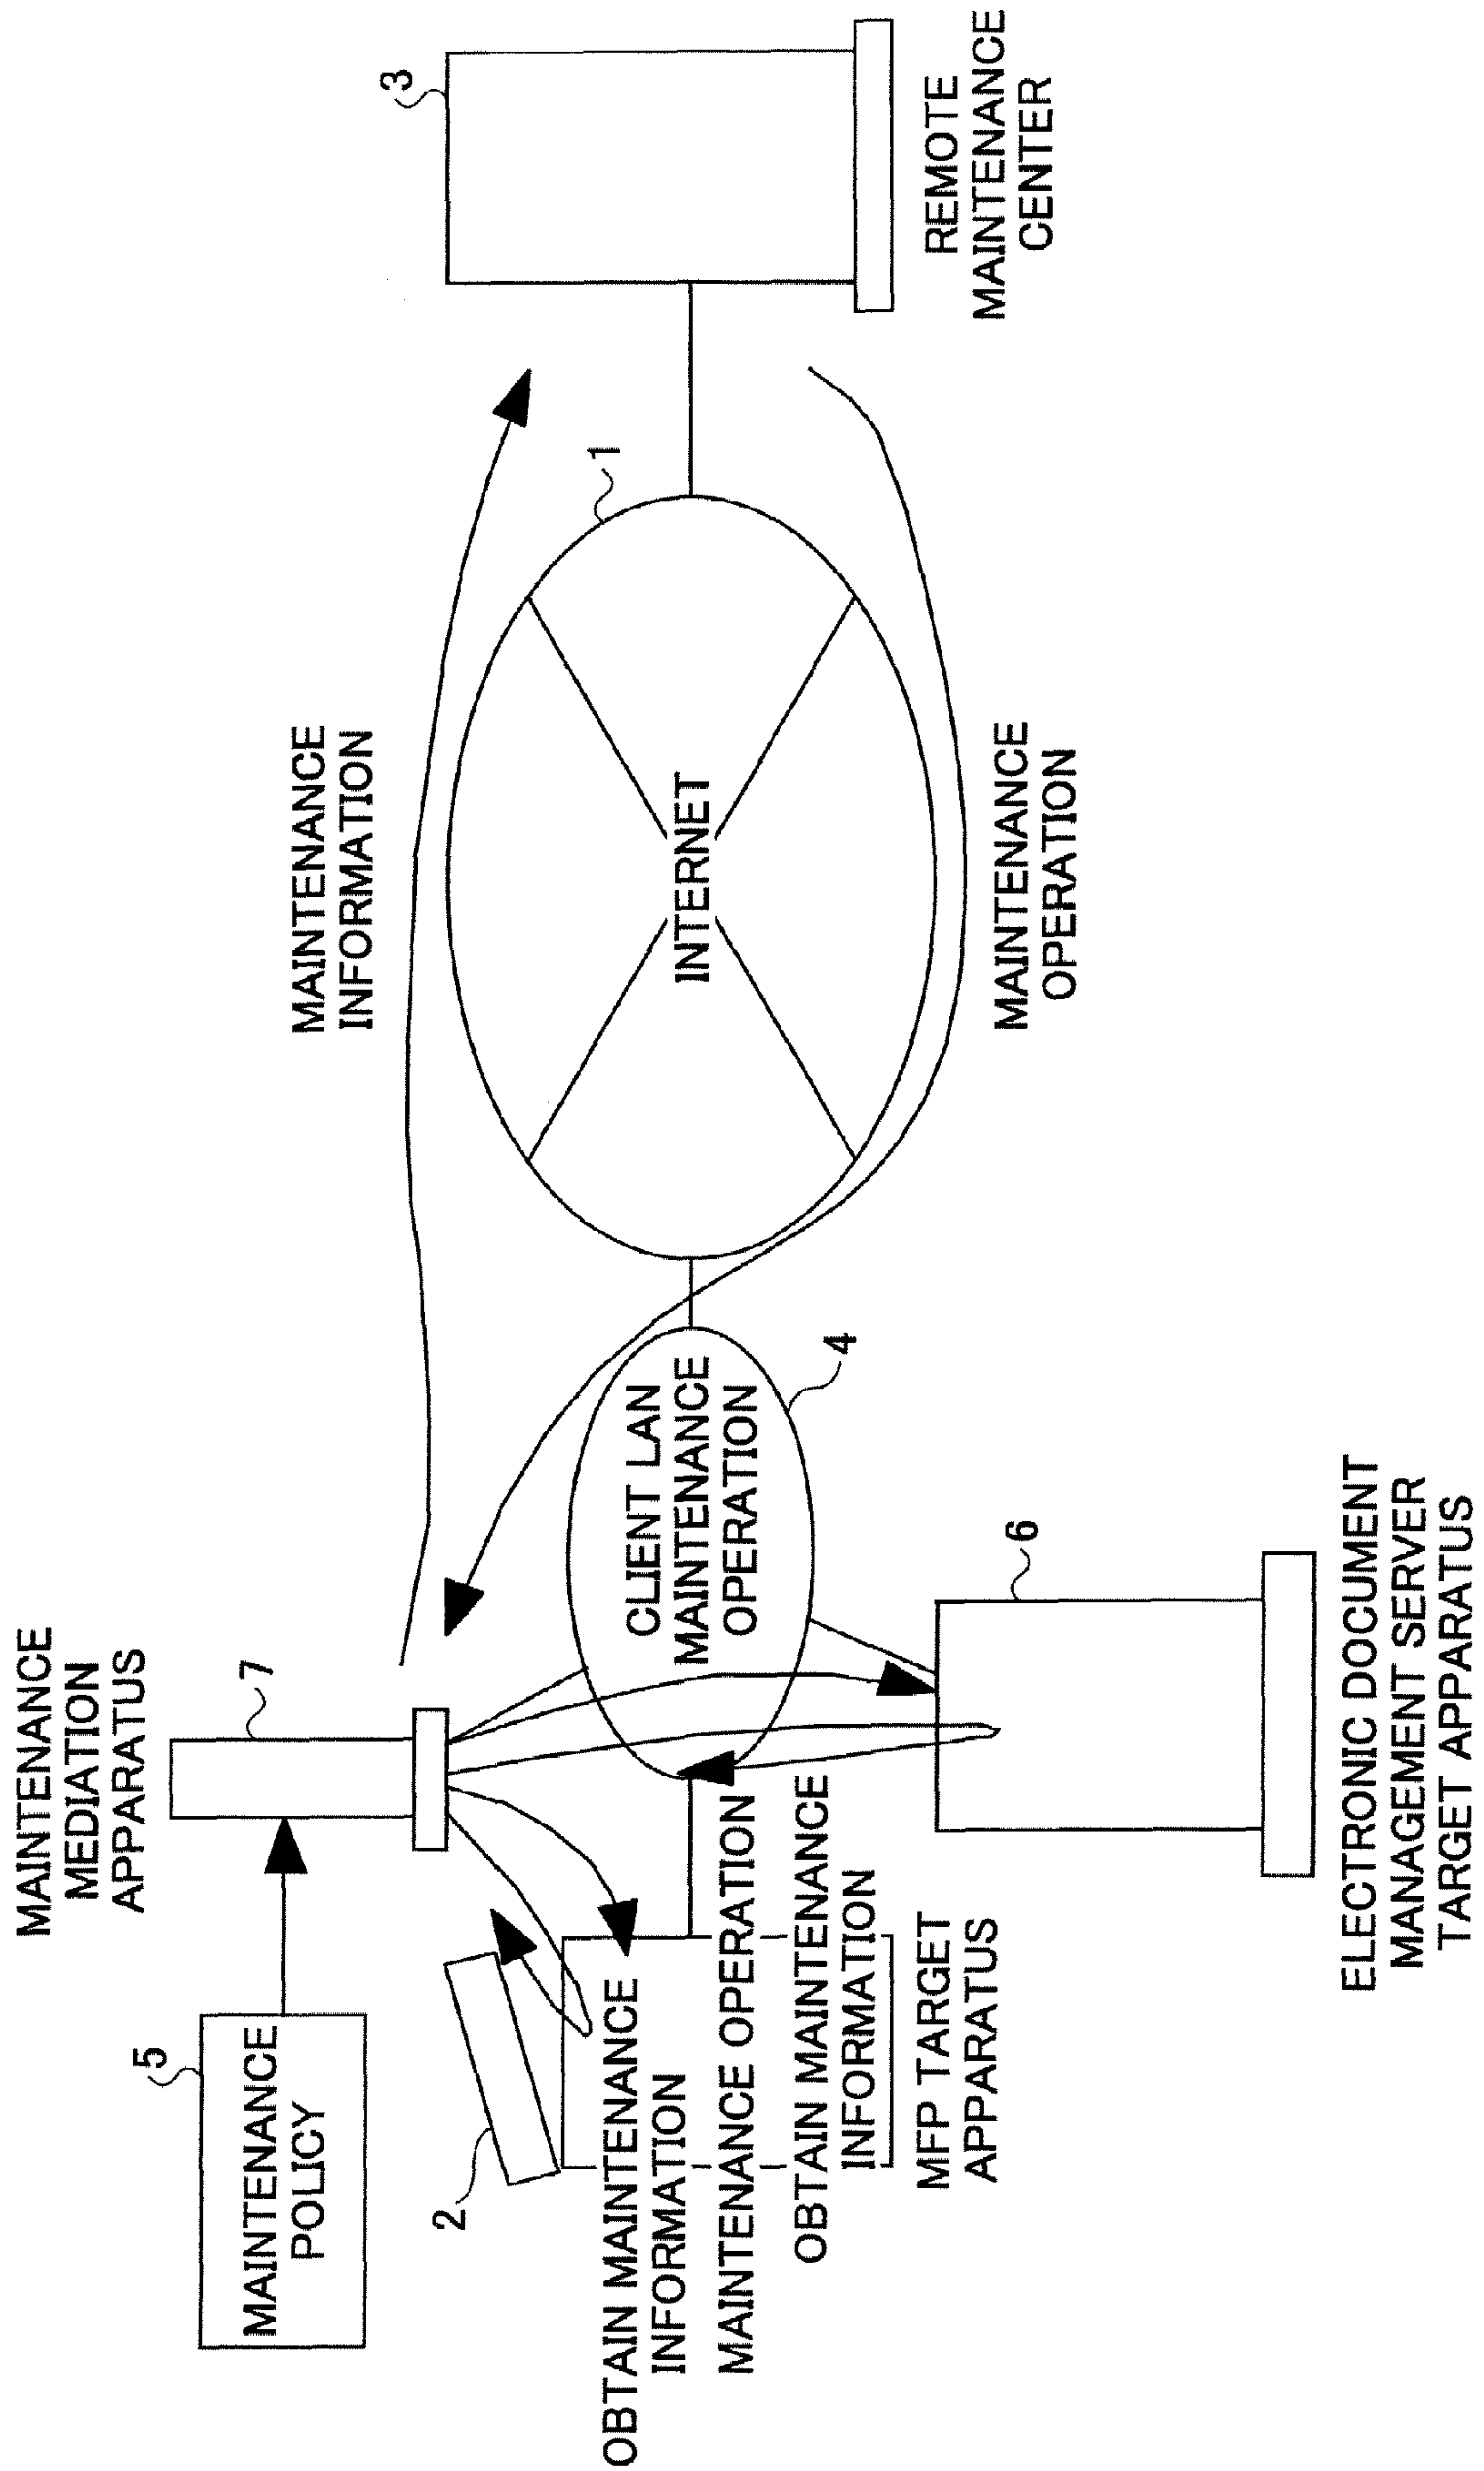 MAINTENANCE
MEDIATION
APPARATUS
7
5
MAINTENANCE
POLICY
MAINTENANCE
INFORMATION
3
1
INTERNET
REMOTE
MAINTENANCE
CENTER
MAINTENANCE
OPERATION
CLIENT LAN
MAINTENANCE
OPERATION
4
2
OBTAIN MAINTENANCE
INFORMATION
MAINTENANCE OPERATION
OBTAIN MAINTENANCE
INFORMATION
MFP TARGET
APPARATUS
6
ELECTRONIC DOCUMENT
MANAGEMENT SERVER
TARGET APPARATUS